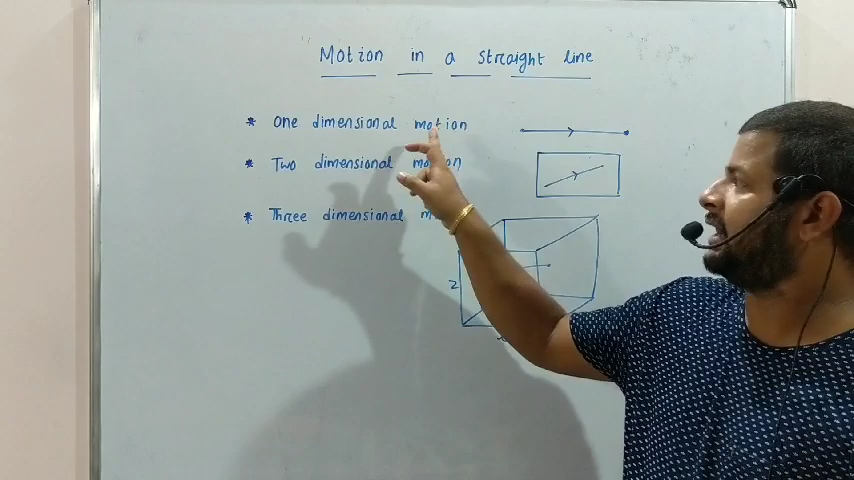 Motion in a straight line
* One dimensional motion
* Two dimensional motion
* Three dimensional
z